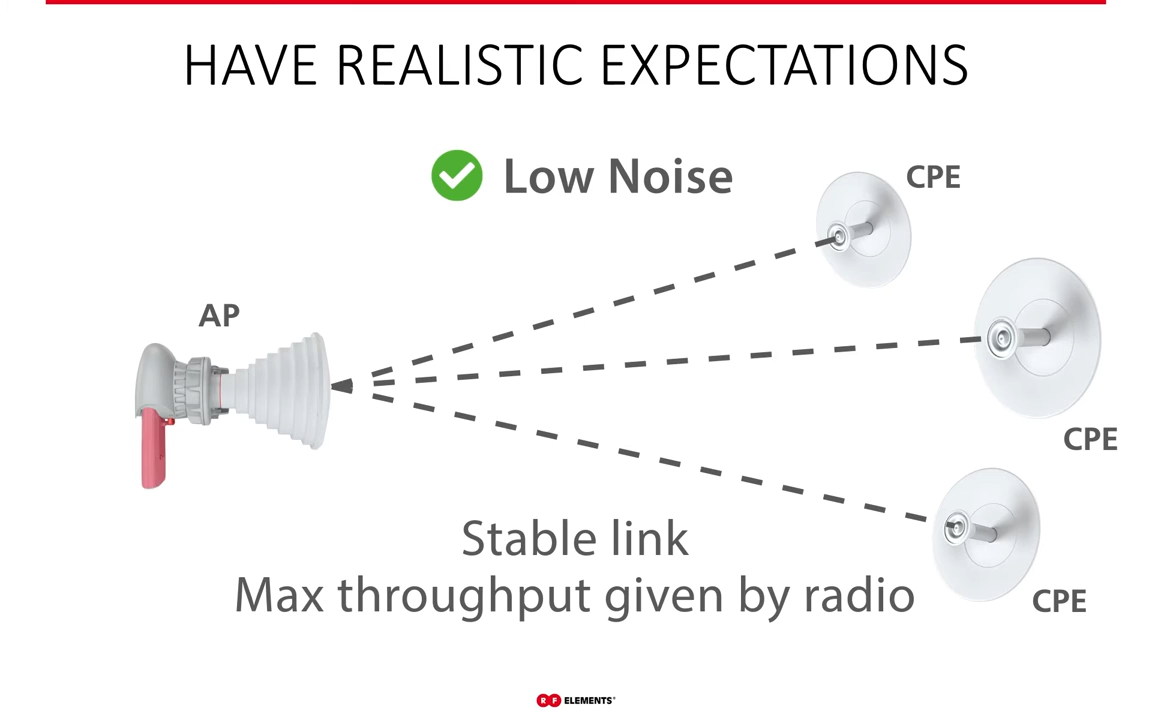 HAVE REALISTIC EXPECTATIONS
Low Noise
CPE
AP
CPE
Stable link
Max throughput given by radio
CPE
RF ELEMENTS